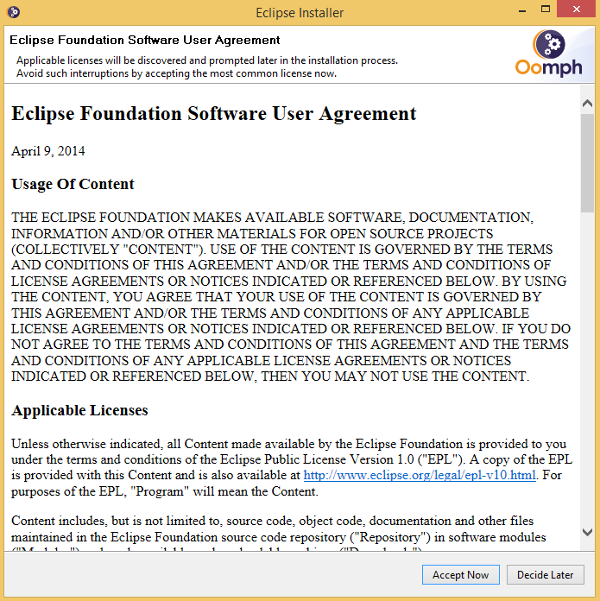 Eclipse Installer
Eclipse Foundation Software User Agreement
Applicable licenses will be discovered and prompted later in the installation process.
Avoid such interruptions by accepting the most common license now.
Oomph
Eclipse Foundation Software User Agreement
April 9, 2014
Usage Of Content
THE ECLIPSE FOUNDATION MAKES AVAILABLE SOFTWARE, DOCUMENTATION,
INFORMATION AND/OR OTHER MATERIALS FOR OPEN SOURCE PROJECTS
(COLLECTIVELY "CONTENT"). USE OF THE CONTENT IS GOVERNED BY THE TERMS
AND CONDITIONS OF THIS AGREEMENT AND/OR THE TERMS AND CONDITIONS OF
LICENSE AGREEMENTS OR NOTICES INDICATED OR REFERENCED BELOW. BY USING
THE CONTENT, YOU AGREE THAT YOUR USE OF THE CONTENT IS GOVERNED BY
THIS AGREEMENT AND/OR THE TERMS AND CONDITIONS OF ANY APPLICABLE
LICENSE AGREEMENTS OR NOTICES INDICATED OR REFERENCED BELOW. IF YOU DO
NOT AGREE TO THE TERMS AND CONDITIONS OF THIS AGREEMENT AND THE TERMS
AND CONDITIONS OF ANY APPLICABLE LICENSE AGREEMENTS OR NOTICES
INDICATED OR REFERENCED BELOW, THEN YOU MAY NOT USE THE CONTENT.
Applicable Licenses
Unless otherwise indicated, all Content made available by the Eclipse Foundation is provided to you
under the terms and conditions of the Eclipse Public License Version 1.0 ("EPL"). A copy of the EPL
is provided with this Content and is also available at http://www.eclipse.org/legal/epl-v10.html. For
purposes of the EPL, "Program" will mean the Content.
Content includes, but is not limited to, source code, object code, documentation and other files
maintained in the Eclipse Foundation source code repository ("Repository") in software modules
Accept Now
Decide Later